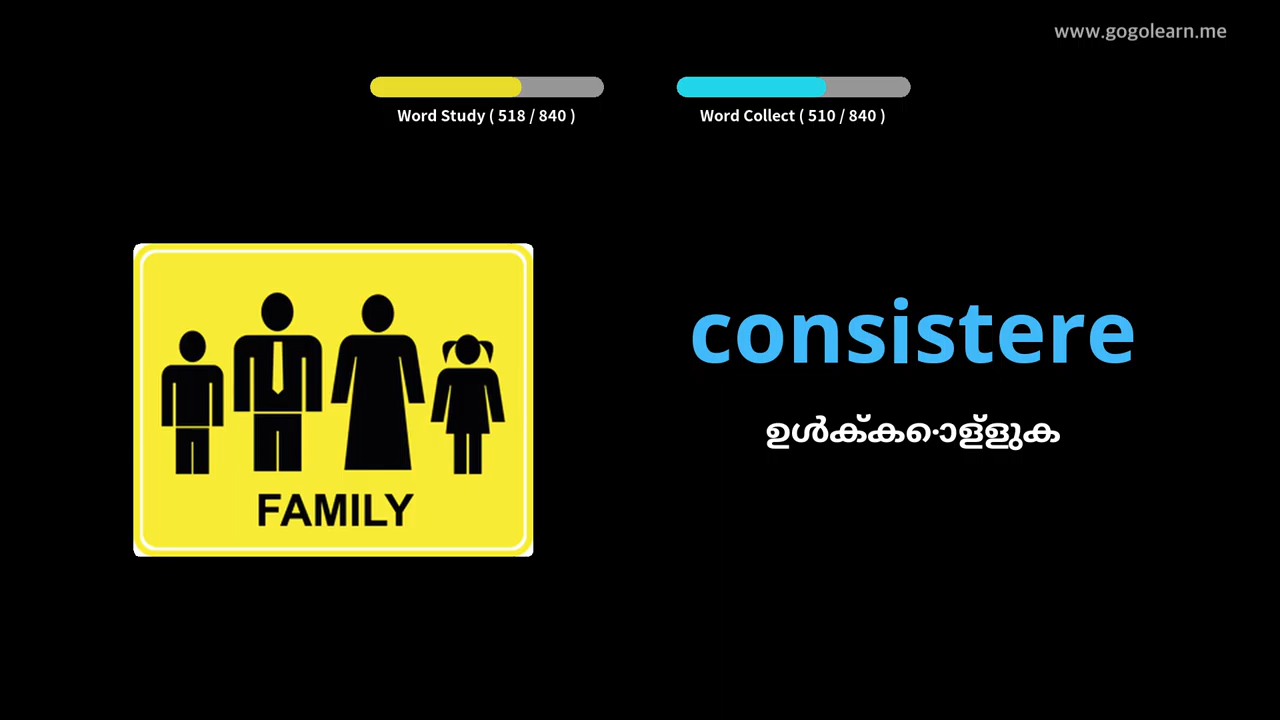 www.gogolearn.me
Word Study ( 518 / 840 )
Word Collect ( 510 / 840 )
consistere
ഉൾക്കൊള്ളുക
FAMILY